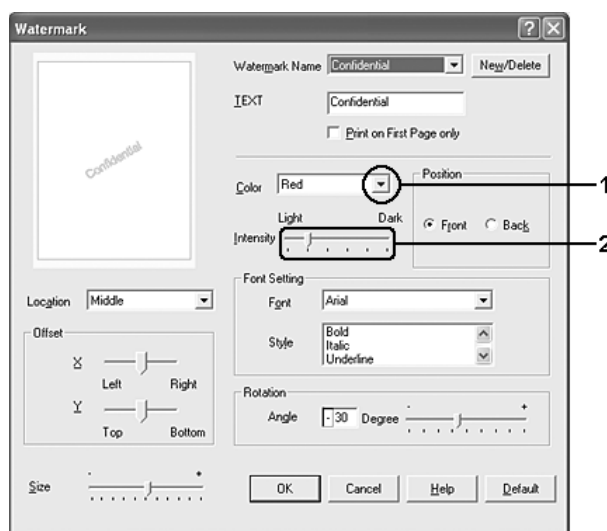 Watermark
Watermark Name Confidential New/Delete
TEXT Confidential
Print on First Page only
Confidential
Color Red 1
Position
Front Back
Light Dark
Intensity 2
Font Setting
Font Arial
Style Bold
Italic
Underline
Location Middle
Offset
X
Left Right
Y
Top Bottom
Rotation
Angle -30 Degree - +
Size - +
OK Cancel Help Default